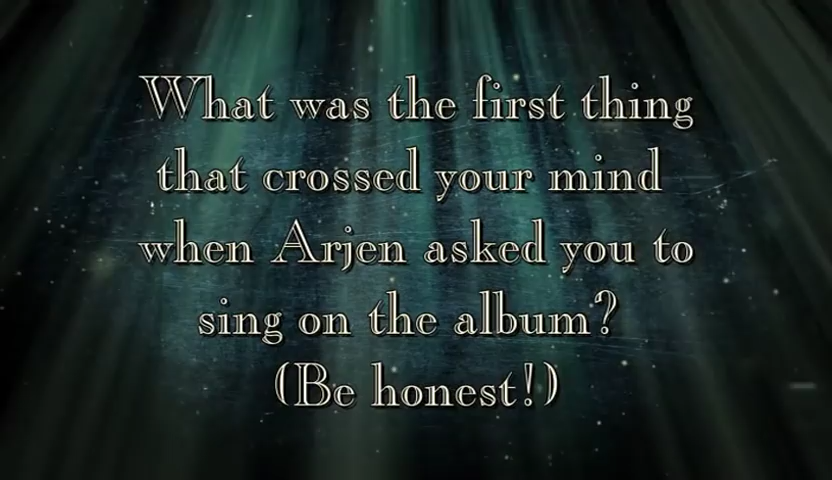 What was the first thing
that crossed your mind
when Arjen asked you to
sing on the album?
(Be honest!)